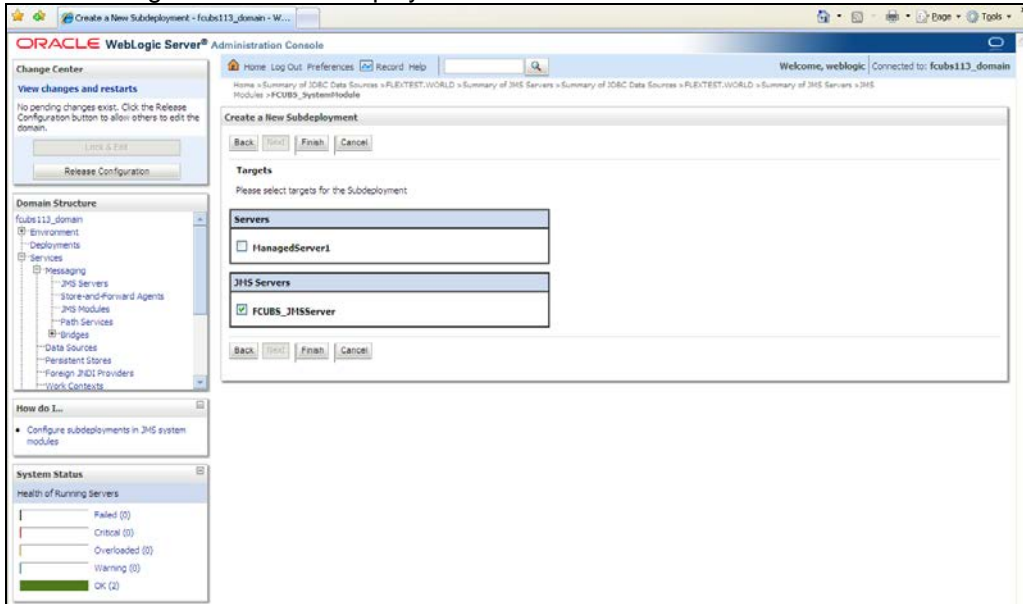 Create a New Subdeployment - fcubs113_domain - W...
Page Tools
ORACLE WebLogic Server® Administration Console
Change Center
View changes and restarts
No pending changes exist. Click the Release
Configuration button to allow others to edit the
domain.
Lock & Edit
Release Configuration
Domain Structure
fcubs113_domain
Environment
Deployments
Services
Messaging
JMS Servers
Store-and-Forward Agents
JMS Modules
Path Services
Bridges
Data Sources
Persistent Stores
Foreign JNDI Providers
Work Contexts
How do I...
Configure subdeployments in JMS system
modules
System Status
Health of Running Servers
Failed (0)
Critical (0)
Overloaded (0)
Warning (0)
OK (2)
Home Log Out Preferences Record Help
Welcome, weblogic Connected to: fcubs113_domain
Home >Summary of JDBC Data Sources >FLEXTEST.WORLD >Summary of JMS Servers >Summary of JDBC Data Sources >FLEXTEST.WORLD >Summary of JMS Servers >JMS
Modules >FCUBS_SystemModule
Create a New Subdeployment
Back Next Finish Cancel
Targets
Please select targets for the Subdeployment
Servers
ManagedServer1
JMS Servers
FCUBS_JMSServer
Back Next Finish Cancel